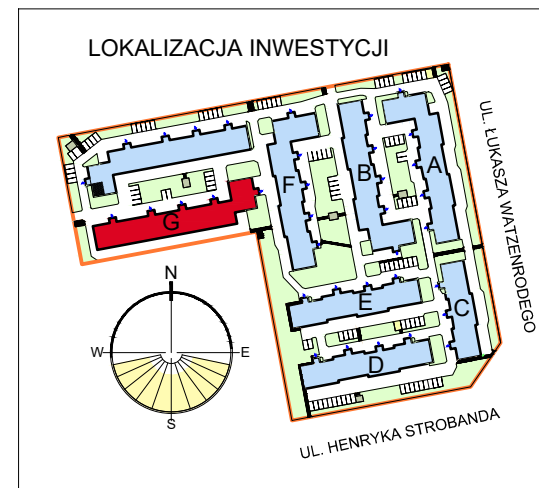 LOKALIZACJA INWESTYCJI
UL. ŁUKASZA WATZENRODEGO
A
B
F
G
E
C
D
N
W
E
S
UL. HENRYKA STROBANDA